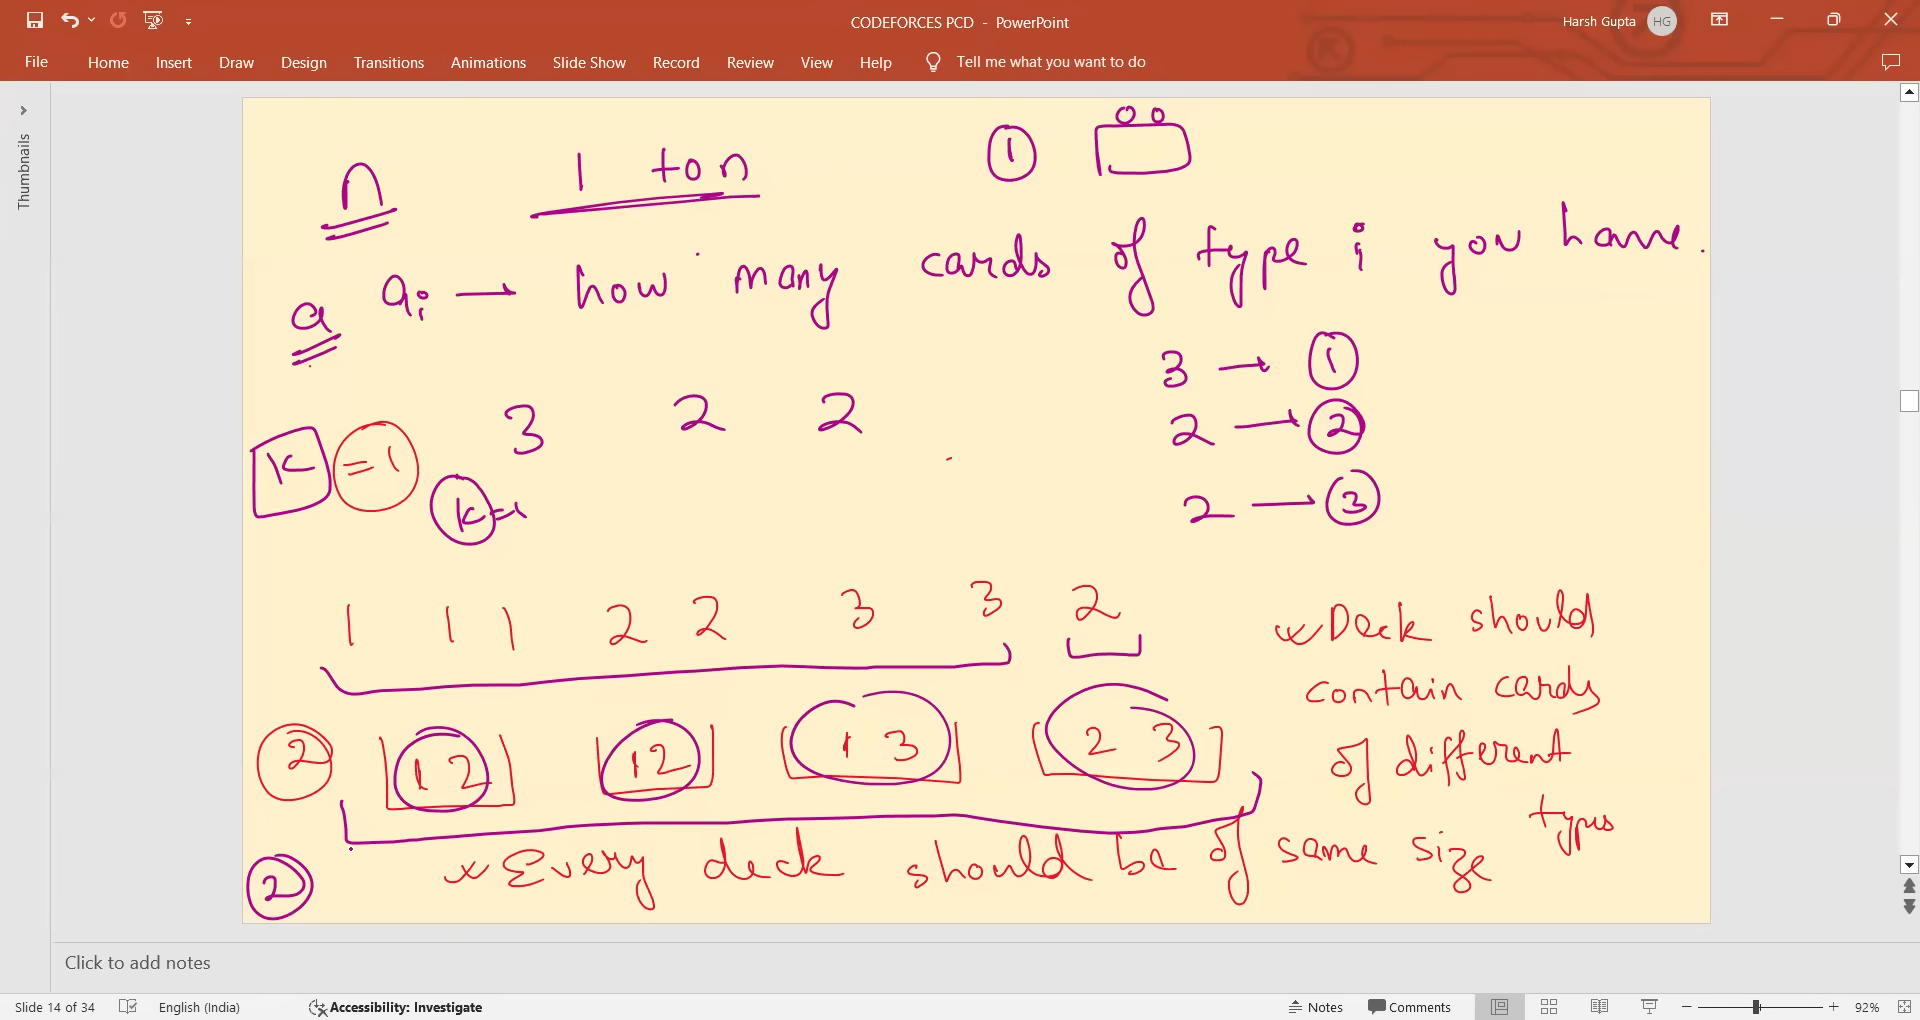 CODEFORCES PCD - PowerPoint
Harsh Gupta HG
File Home Insert Draw Design Transitions Animations Slide Show Record Review View Help Tell me what you want to do
Thumbnails
n 1 to n 1
a ai → how many cards of type i you have.
3 → 1
3 2 2
2 → 2
k =1
k=1
2 → 3
1 1 1 2 2 3 3 2
* Deck should
contain cards
of different
types
2 [1 2] [1 2] [1 3] [2 3]
2 * Every deck should be of same size
Click to add notes
Slide 14 of 34 English (India) Accessibility: Investigate Notes Comments 92%